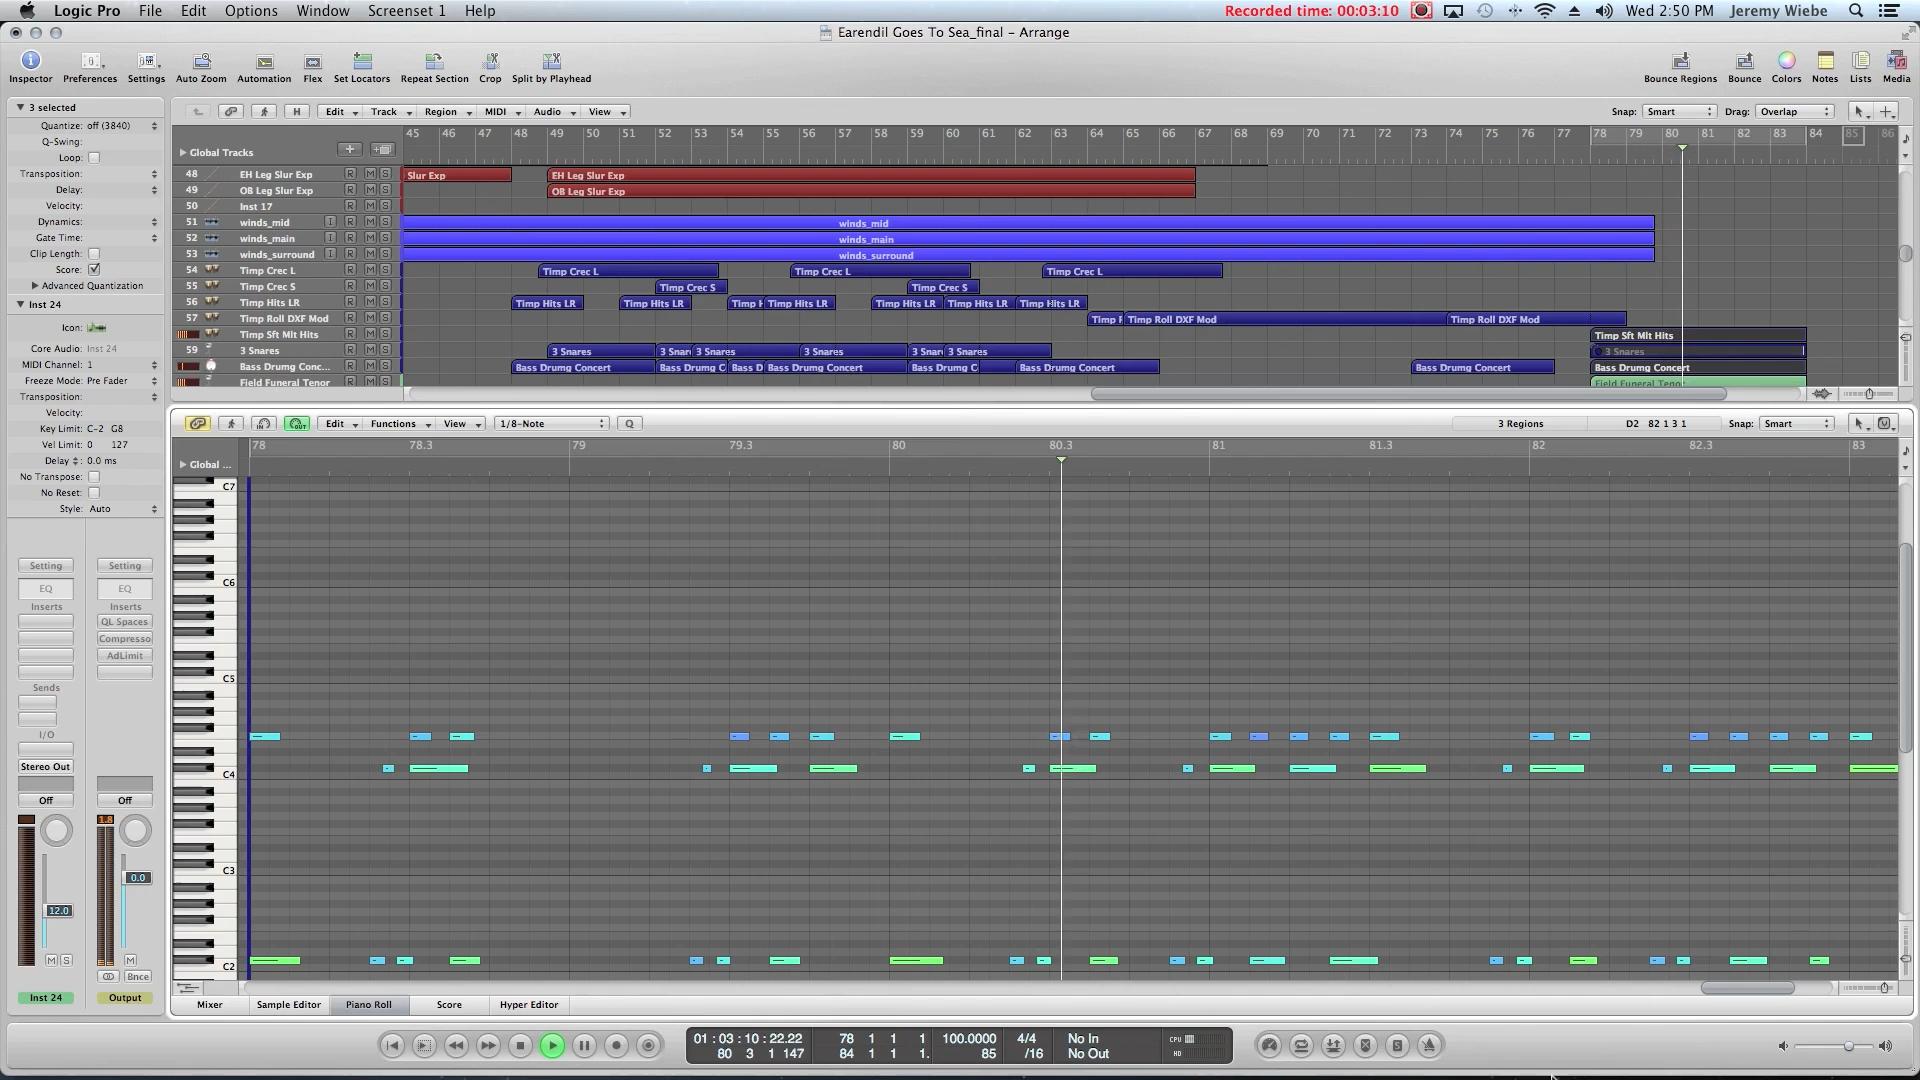 Logic Pro File Edit Options Window Screenset 1 Help Recorded time: 00:03:10 Wed 2:50 PM Jeremy Wiebe
Earendil Goes To Sea_final - Arrange
Inspector Preferences Settings Auto Zoom Automation Flex Set Locators Repeat Section Crop Split by Playhead Bounce Regions Bounce Colors Notes Lists Media
3 selected
Quantize: off (3840)
Q-Swing:
Loop:
Transposition:
Delay:
Velocity:
Dynamics:
Gate Time:
Clip Length:
Score:
Advanced Quantization
Inst 24
Icon:
Core Audio: Inst 24
MIDI Channel: 1
Freeze Mode: Pre Fader
Transposition:
Velocity:
Key Limit: C-2 G8
Vel Limit: 0 127
Delay : 0.0 ms
No Transpose:
No Reset:
Style: Auto
Setting Setting
EQ EQ
Inserts Inserts
QL Spaces
Compresso
AdLimit
Sends
I/O
Stereo Out
Off Off
1.8
0.0
12.0
M S M
Bnce
Inst 24 Output
H Edit Track Region MIDI Audio View Snap: Smart Drag: Overlap
45 46 47 48 49 50 51 52 53 54 55 56 57 58 59 60 61 62 63 64 65 66 67 68 69 70 71 72 73 74 75 76 77 78 79 80 81 82 83 84 85 86
Global Tracks
48 EH Leg Slur Exp R M S Slur Exp EH Leg Slur Exp
49 OB Leg Slur Exp R M S OB Leg Slur Exp
50 Inst 17 R M S
51 winds_mid I R M S winds_mid
52 winds_main I R M S winds_main
53 winds_surround I R M S winds_surround
54 Timp Crec L R M S Timp Crec L Timp Crec L Timp Crec L
55 Timp Crec S R M S Timp Crec S Timp Crec S
56 Timp Hits LR R M S Timp Hits LR Timp Hits LR Timp H Timp Hits LR Timp Hits LR Timp Hits LR Timp Hits LR
57 Timp Roll DXF Mod R M S Timp F Timp Roll DXF Mod Timp Roll DXF Mod
Timp Sft Mlt Hits R M S Timp Sft Mlt Hits
59 3 Snares R M S 3 Snares 3 Snar 3 Snares 3 Snares 3 Snar 3 Snares 3 Snares
Bass Drumg Conc... R M S Bass Drumg Concert Bass Drumg C Bass D Bass Drumg Concert Bass Drumg C Bass Drumg Concert Bass Drumg Concert Bass Drumg Concert
Field Funeral Tenor R M S Field Funeral Tenor
Edit Functions View 1/8-Note Q 3 Regions D2 82 1 3 1 Snap: Smart
78 78.3 79 79.3 80 80.3 81 81.3 82 82.3 83
Global ...
C7
C6
C5
C4
C3
C2
Mixer Sample Editor Piano Roll Score Hyper Editor
01 : 03 : 10 : 22.22 78 1 1 1 100.0000 4/4 No In CPU
80 3 1 147 84 1 1 1. 85 /16 No Out HD